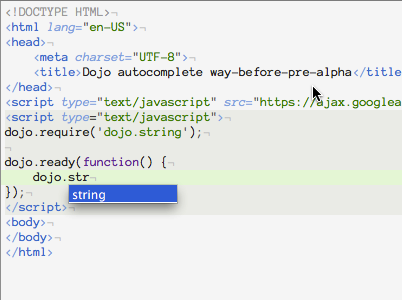 <!DOCTYPE HTML>¬
<html lang="en-US">¬
<head>¬
    <meta charset="UTF-8">¬
    <title>Dojo autocomplete way-before-pre-alpha</title
</head>¬
<script type="text/javascript" src="https://ajax.googlea
<script type="text/javascript">¬
dojo.require('dojo.string');¬
¬
dojo.ready(function() {¬
    dojo.str¬
string
});¬
</script>¬
<body>¬
</body>¬
</html>¬